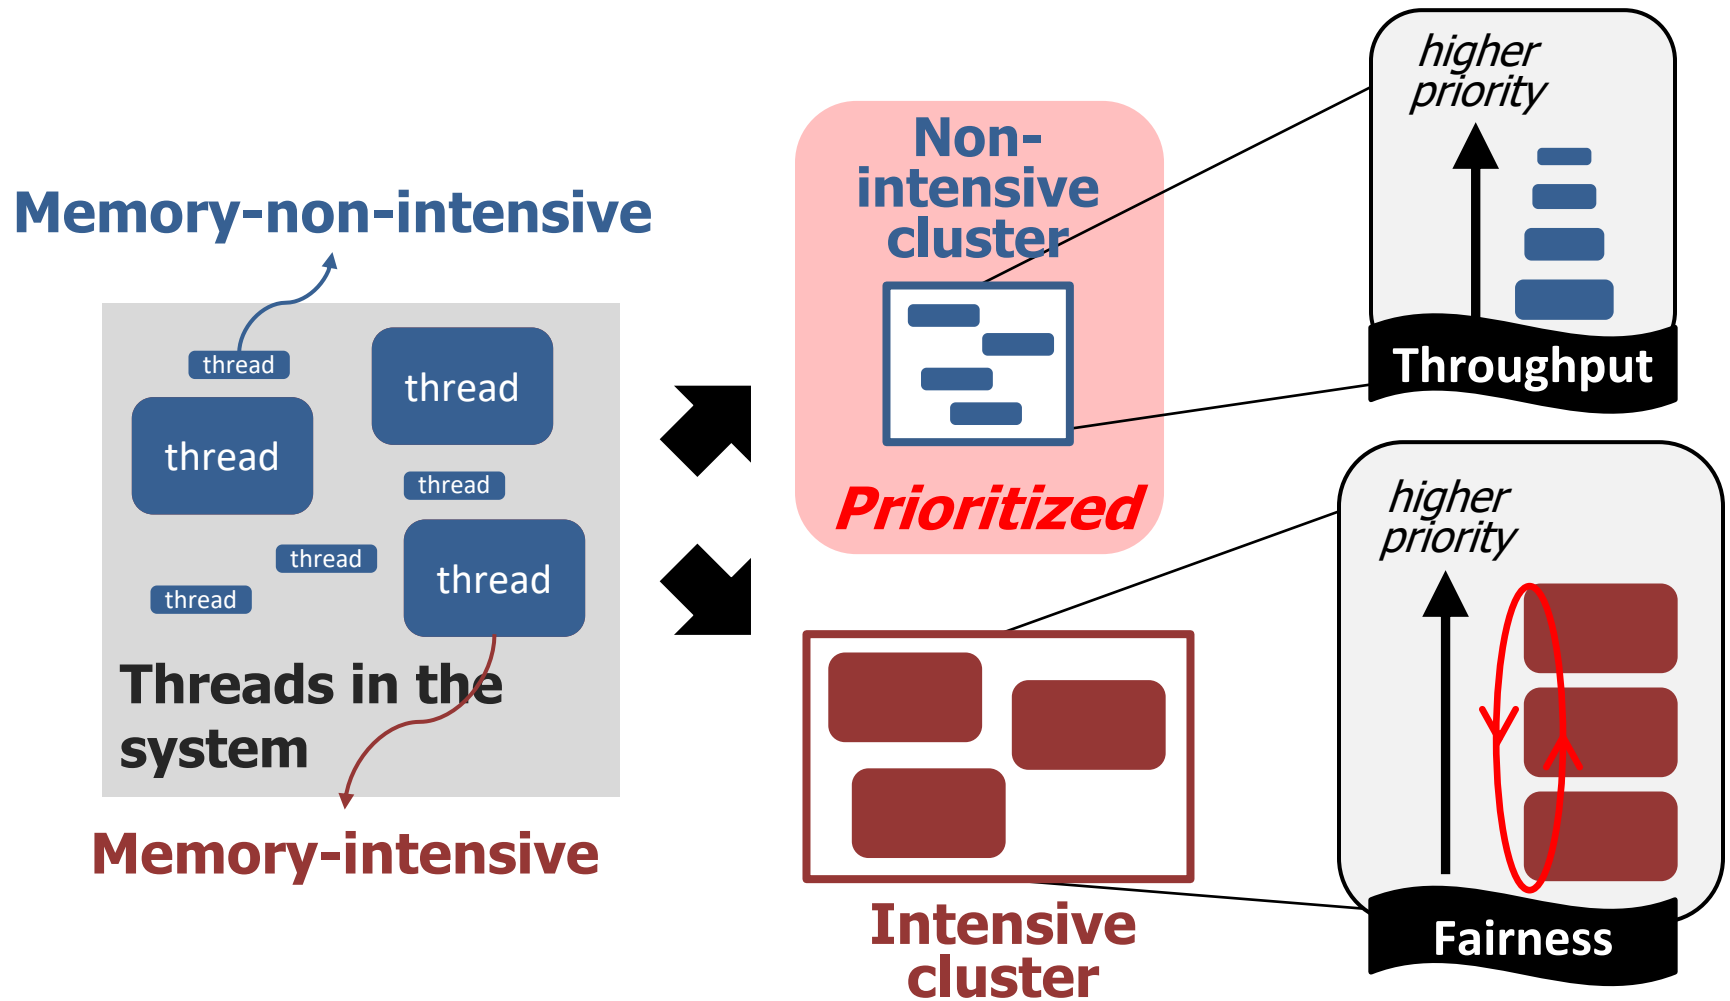 Memory-non-intensive
thread
thread
thread
thread
thread
thread
thread
Threads in the
system
Memory-intensive
Non-
intensive
cluster
Prioritized
Intensive
cluster
higher
priority
Throughput
higher
priority
Fairness